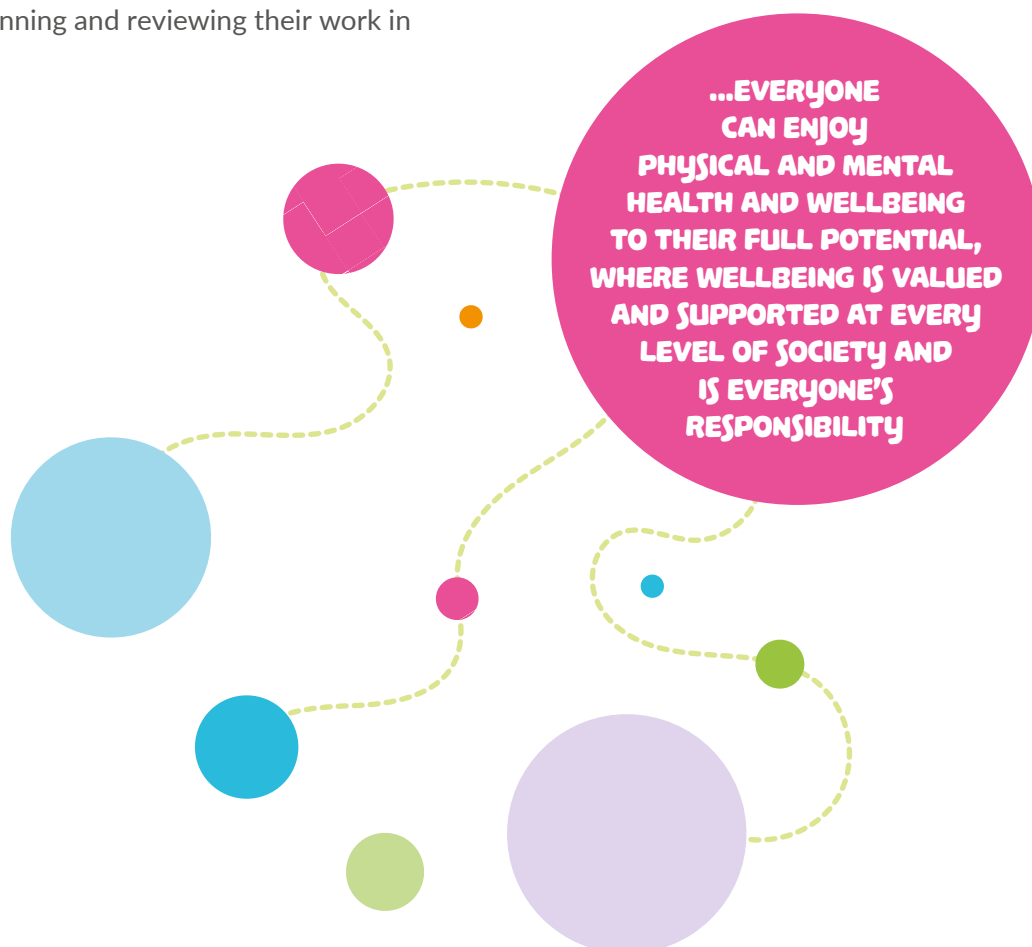 nning and reviewing their work in
...EVERYONE
CAN ENJOY
PHYSICAL AND MENTAL
HEALTH AND WELLBEING
TO THEIR FULL POTENTIAL,
WHERE WELLBEING IS VALUED
AND SUPPORTED AT EVERY
LEVEL OF SOCIETY AND
IS EVERYONE'S
RESPONSIBILITY